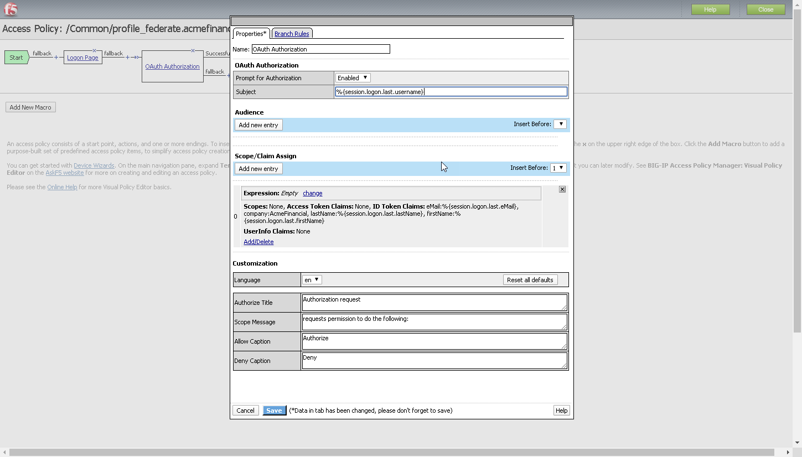 Help
Close
Access Policy: /Common/profile_federate.acmefinanc
Start
fallback
Logon Page
fallback
OAuth Authorization
Successfu
fallback
Add New Macro
An access policy consists of a start point, actions, and one or more endings. To inser
purpose-built set of predefined access policy items, to simplify access policy creation
You can get started with Device Wizards. On the main navigation pane, expand Tem
Editor on the AskF5 website for more on creating and editing an access policy.
Please see the Online Help for more Visual Policy Editor basics.
x on the upper right edge of the box. Click the Add Macro button to add a
t you can later modify. See BIG-IP Access Policy Manager: Visual Policy
Properties*
Branch Rules
Name: OAuth Authorization
OAuth Authorization
Prompt for Authorization Enabled
Subject %{session.logon.last.username}
Audience
Add new entry Insert Before:
Scope/Claim Assign
Add new entry Insert Before: 1
Expression: Empty change
0
Scopes: None, Access Token Claims: None, ID Token Claims: eMail:%{session.logon.last.eMail},
company:AcmeFinancial, lastName:%{session.logon.last.lastName}, firstName:%
{session.logon.last.firstName}
UserInfo Claims: None
Add/Delete
Customization
Language en Reset all defaults
Authorize Title Authorization request
Scope Message requests permission to do the following:
Allow Caption Authorize
Deny Caption Deny
Cancel Save (*Data in tab has been changed, please don't forget to save) Help